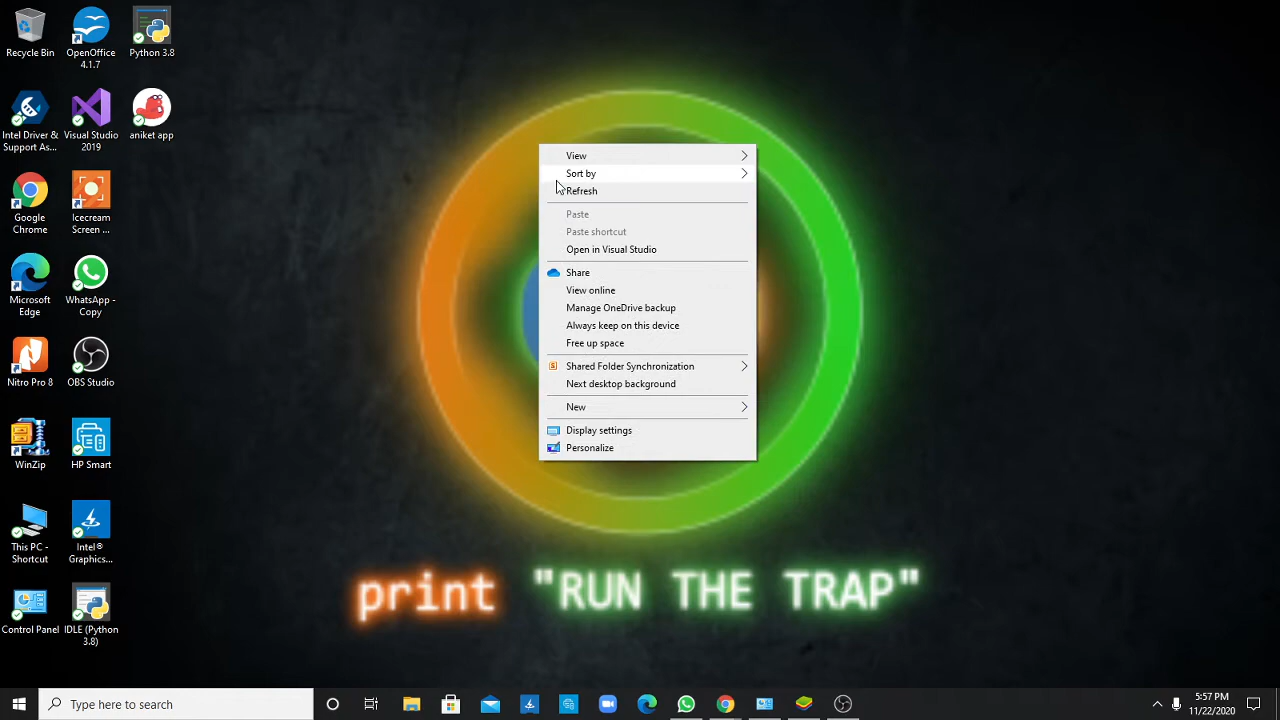 Recycle Bin
OpenOffice
4.1.7
Python 3.8
Intel Driver &
Support As...
Visual Studio
2019
aniket app
Google
Chrome
Icecream
Screen ...
Microsoft
Edge
WhatsApp -
Copy
Nitro Pro 8
OBS Studio
WinZip
HP Smart
This PC -
Shortcut
Intel®
Graphics...
Control Panel
IDLE (Python
3.8)
View
Sort by
Refresh
Paste
Paste shortcut
Open in Visual Studio
Share
View online
Manage OneDrive backup
Always keep on this device
Free up space
Shared Folder Synchronization
Next desktop background
New
Display settings
Personalize
print "RUN THE TRAP"
Type here to search
5:57 PM
11/22/2020